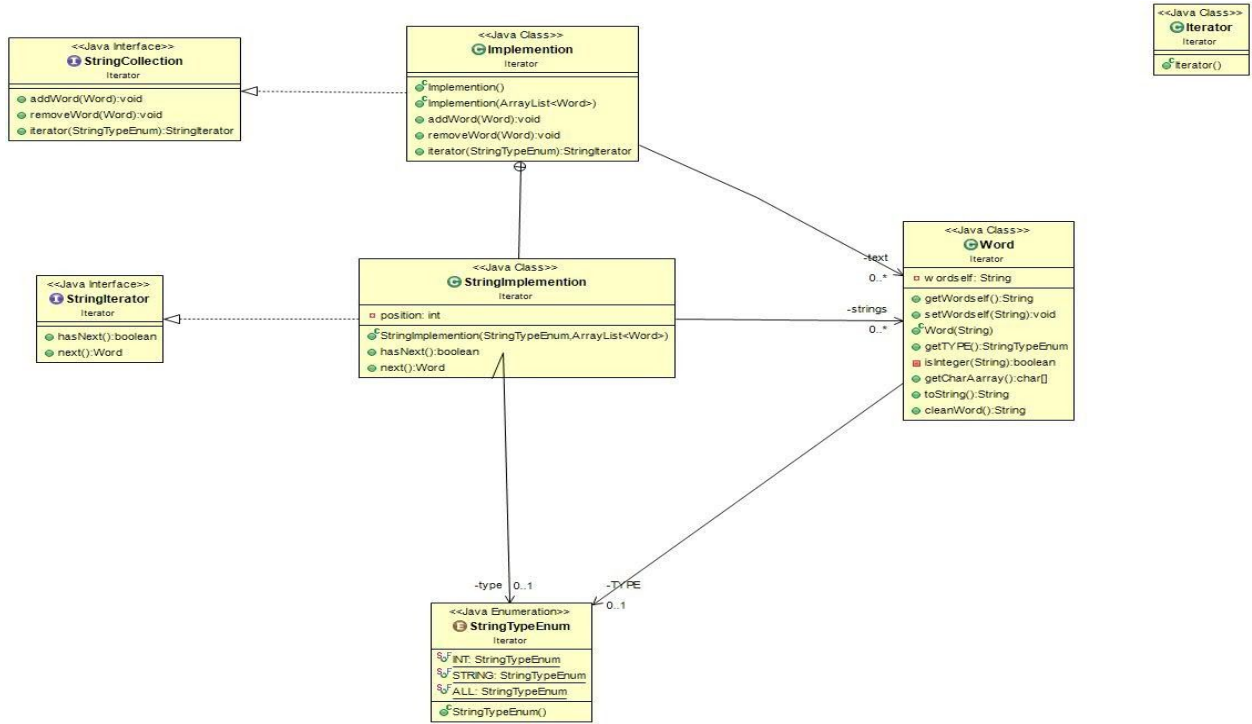 <<Java Interface>>
StringCollection
Iterator
addWord(Word):void
removeWord(Word):void
iterator(StringTypeEnum):StringIterator
<<Java Class>>
Implemention
Iterator
Implemention()
Implemention(ArrayList<Word>)
addWord(Word):void
removeWord(Word):void
iterator(StringTypeEnum):StringIterator
<<Java Class>>
Iterator
Iterator
Iterator()
<<Java Interface>>
StringIterator
Iterator
hasNext():boolean
next():Word
<<Java Class>>
StringImplemention
Iterator
position: int
StringImplemention(StringTypeEnum,ArrayList<Word>)
hasNext():boolean
next():Word
-text
0..*
-strings
0..*
<<Java Class>>
Word
Iterator
wordself: String
getWordself():String
setWordself(String):void
Word(String)
getTYPE():StringTypeEnum
isInteger(String):boolean
getCharAarray():char[]
toString():String
cleanWord():String
-type 0..1
-TYPE
0..1
<<Java Enumeration>>
StringTypeEnum
Iterator
INT: StringTypeEnum
STRING: StringTypeEnum
ALL: StringTypeEnum
StringTypeEnum()